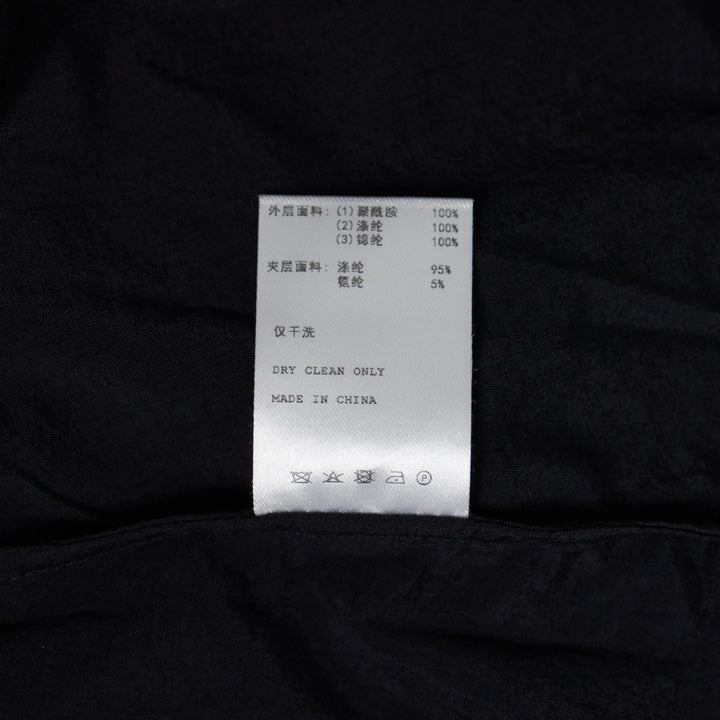 外层面料: (1)聚酰胺 100%
(2)涤纶 100%
(3)锦纶 100%
夹层面料: 涤纶 95%
氨纶 5%
仅干洗
DRY CLEAN ONLY
MADE IN CHINA
P